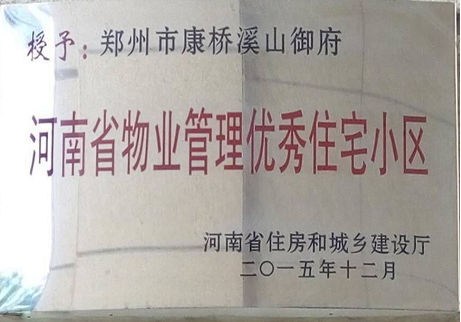 授予：郑州市康桥溪山御府
河南省物业管理优秀住宅小区
河南省住房和城乡建设厅
二〇一五年十二月